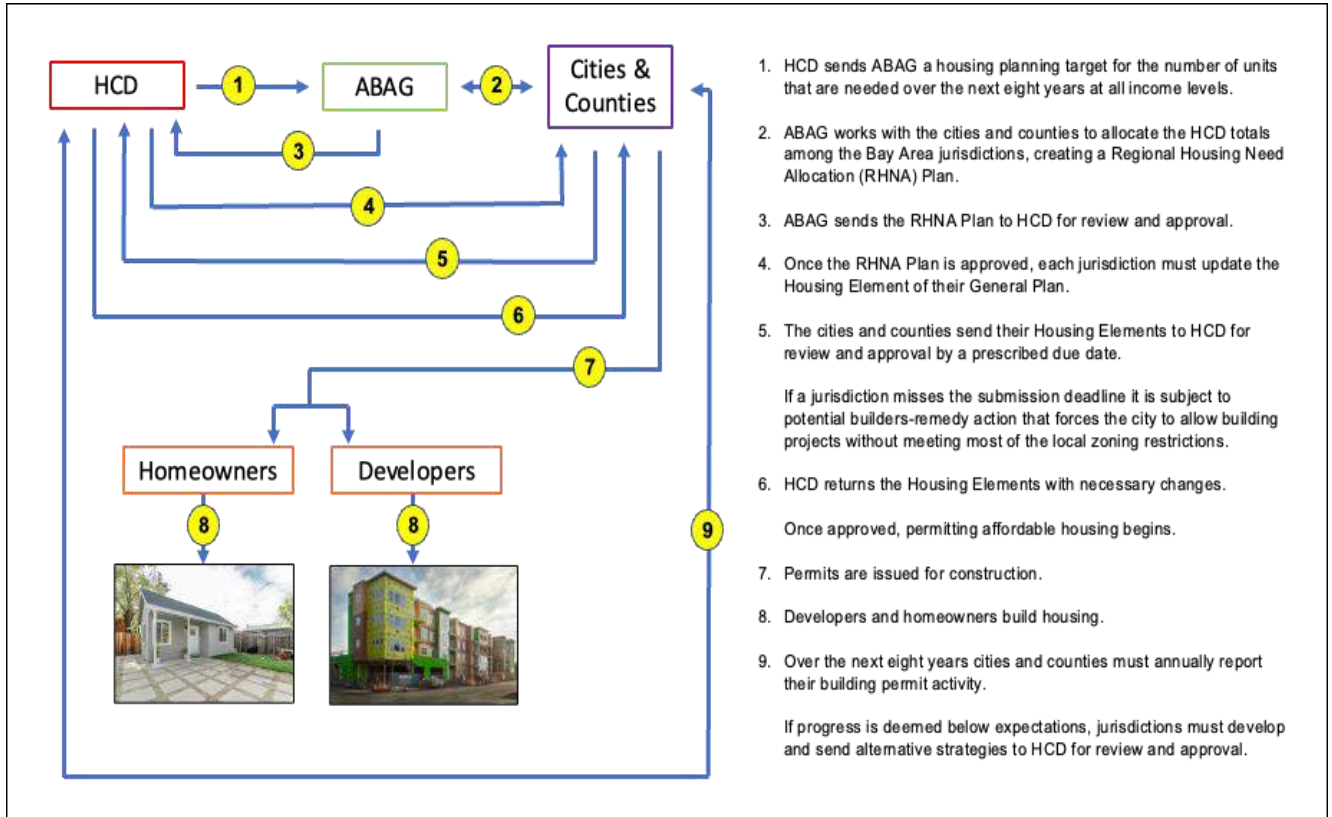 HCD
1
ABAG
2
Cities &
Counties
3
4
5
6
7
Homeowners
Developers
8
8
9
1. HCD sends ABAG a housing planning target for the number of units
that are needed over the next eight years at all income levels.
2. ABAG works with the cities and counties to allocate the HCD totals
among the Bay Area jurisdictions, creating a Regional Housing Need
Allocation (RHNA) Plan.
3. ABAG sends the RHNA Plan to HCD for review and approval.
4. Once the RHNA Plan is approved, each jurisdiction must update the
Housing Element of their General Plan.
5. The cities and counties send their Housing Elements to HCD for
review and approval by a prescribed due date.
If a jurisdiction misses the submission deadline it is subject to
potential builders-remedy action that forces the city to allow building
projects without meeting most of the local zoning restrictions.
6. HCD returns the Housing Elements with necessary changes.
Once approved, permitting affordable housing begins.
7. Permits are issued for construction.
8. Developers and homeowners build housing.
9. Over the next eight years cities and counties must annually report
their building permit activity.
If progress is deemed below expectations, jurisdictions must develop
and send alternative strategies to HCD for review and approval.